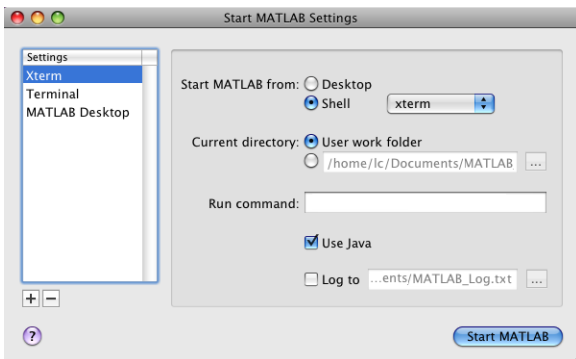 Start MATLAB Settings
Settings
Xterm
Terminal
MATLAB Desktop
Start MATLAB from: Desktop
Shell xterm
Current directory: User work folder
/home/lc/Documents/MATLAB ...
Run command:
Use Java
Log to ...ents/MATLAB_Log.txt ...
+ −
? Start MATLAB